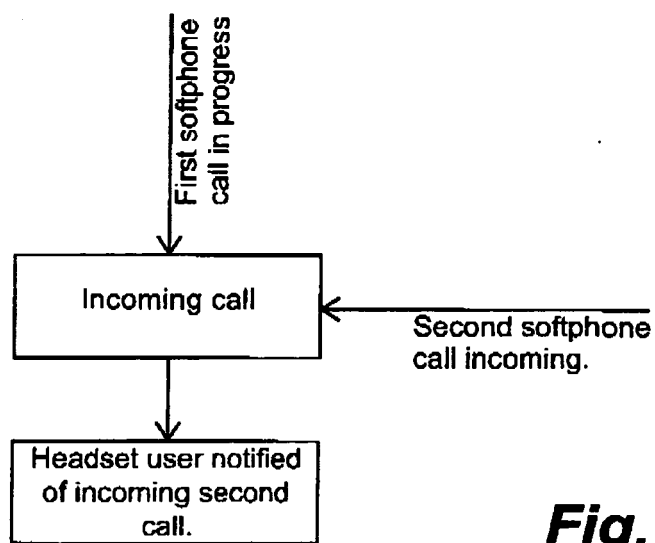 First softphone
call in progress
Incoming call
Second softphone
call incoming.
Headset user notified
of incoming second
call.
Fig.